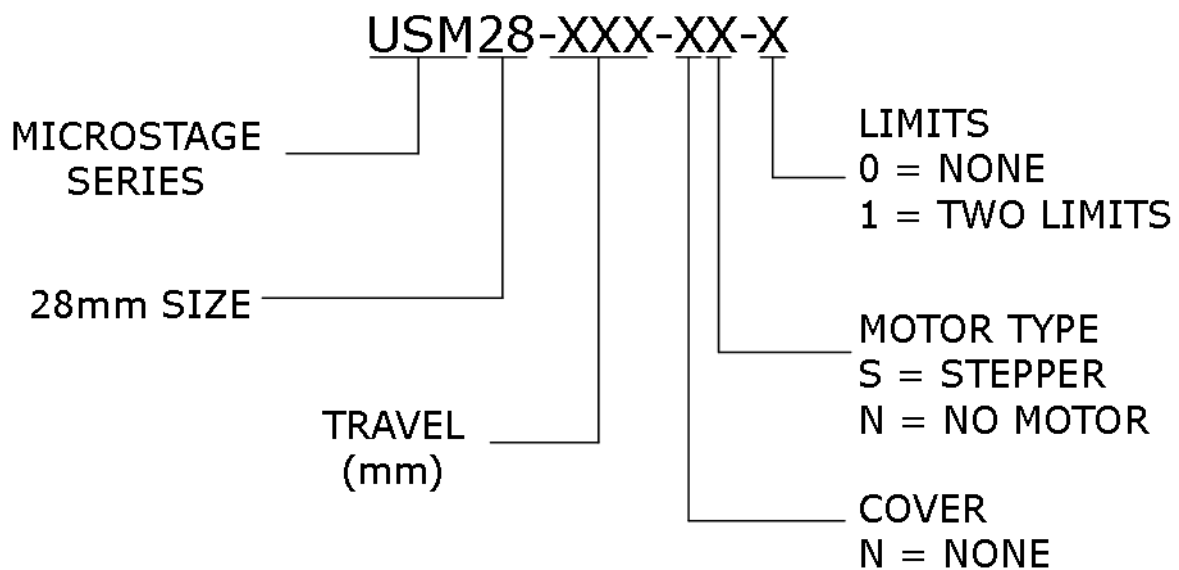 USM28-XXX-XX-X
MICROSTAGE
SERIES
28mm SIZE
TRAVEL
(mm)
LIMITS
0 = NONE
1 = TWO LIMITS
MOTOR TYPE
S = STEPPER
N = NO MOTOR
COVER
N = NONE